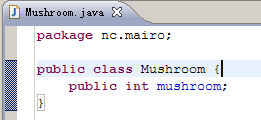 Mushroom.java
package nc.mairo;
public class Mushroom {
public int mushroom;
}